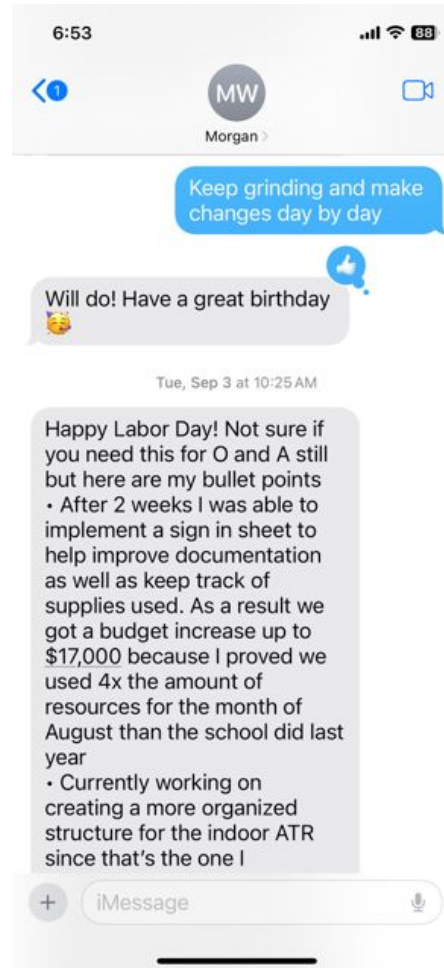 6:53
88
1
MW
Morgan
Keep grinding and make
changes day by day
Will do! Have a great birthday
🥳
Tue, Sep 3 at 10:25 AM
Happy Labor Day! Not sure if
you need this for O and A still
but here are my bullet points
• After 2 weeks I was able to
implement a sign in sheet to
help improve documentation
as well as keep track of
supplies used. As a result we
got a budget increase up to
$17,000 because I proved we
used 4x the amount of
resources for the month of
August than the school did last
year
• Currently working on
creating a more organized
structure for the indoor ATR
since that’s the one I
iMessage